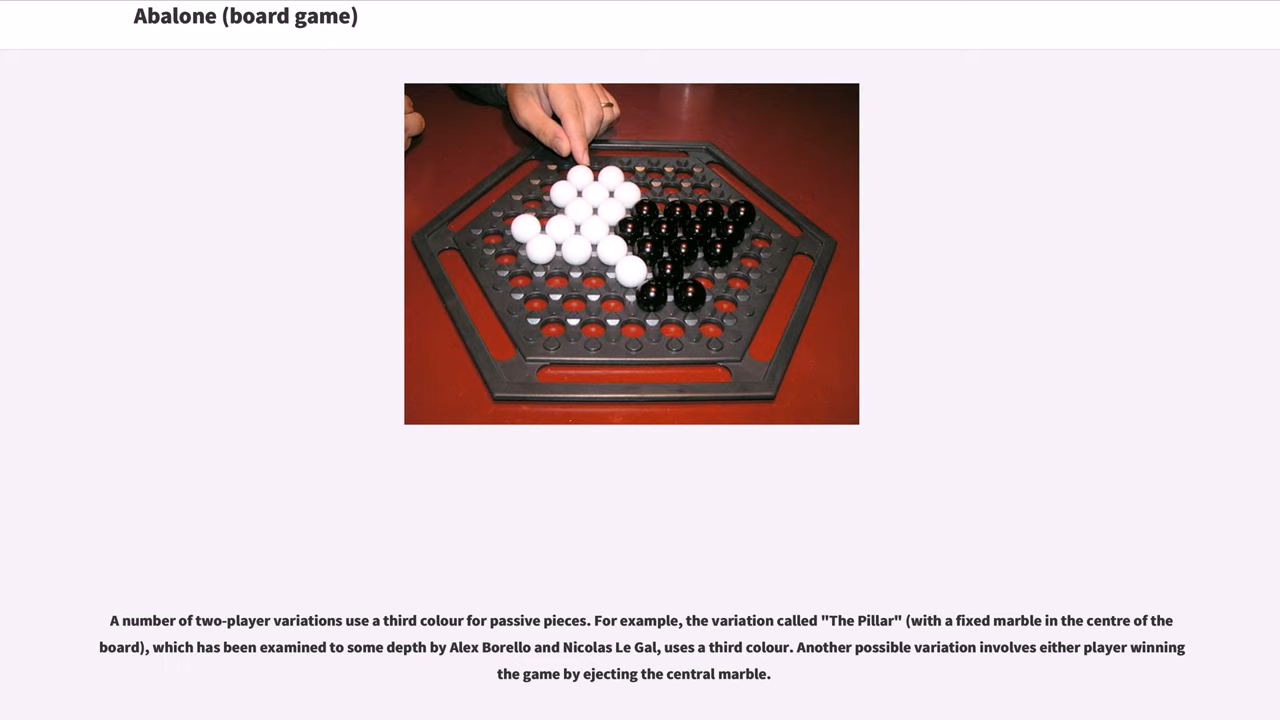 Abalone (board game)
A number of two-player variations use a third colour for passive pieces. For example, the variation called "The Pillar" (with a fixed marble in the centre of the
board), which has been examined to some depth by Alex Borello and Nicolas Le Gal, uses a third colour. Another possible variation involves either player winning
the game by ejecting the central marble.